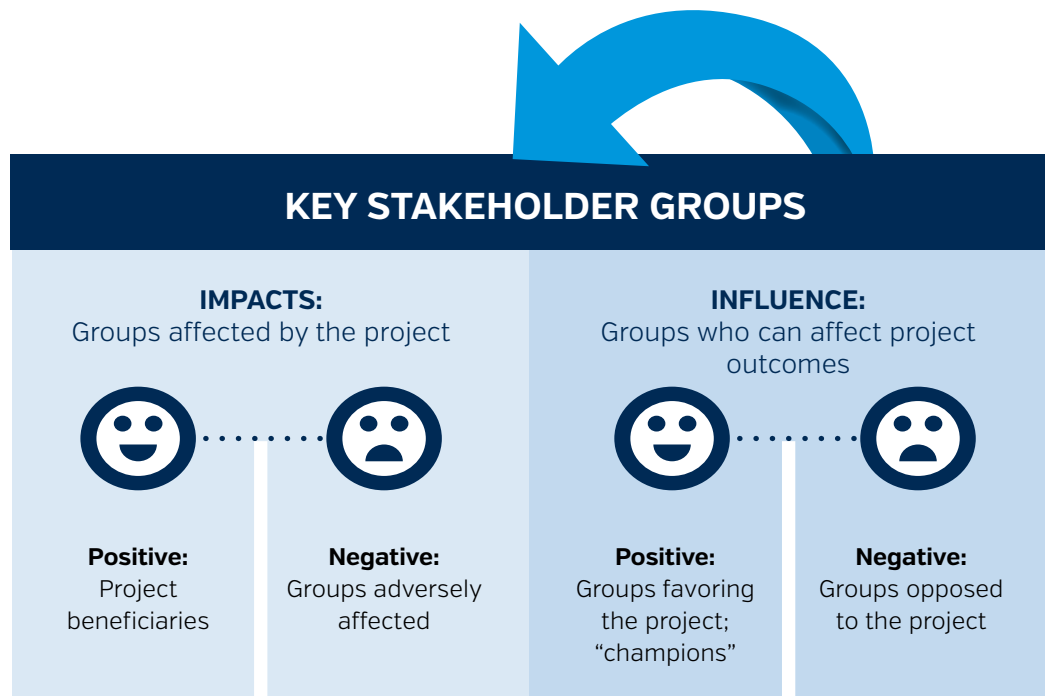 KEY STAKEHOLDER GROUPS
IMPACTS:
Groups affected by the project
Positive:
Project
beneficiaries
Negative:
Groups adversely
affected
INFLUENCE:
Groups who can affect project
outcomes
Positive:
Groups favoring
the project;
“champions”
Negative:
Groups opposed
to the project